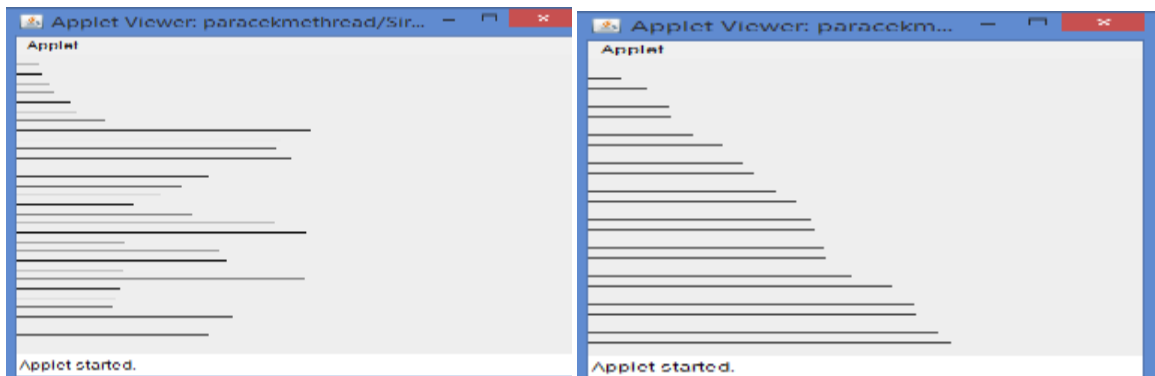 Applet Viewer: paracekmethread/Sir...
Applet
Applet started.
Applet Viewer: paracekm...
Applet
Applet started.